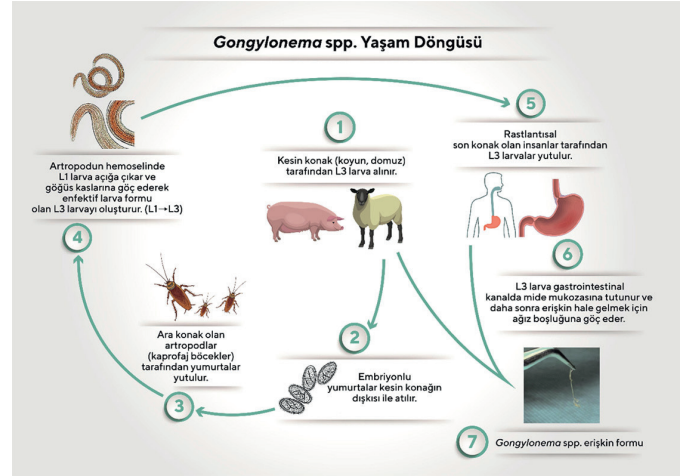 Gongylonema spp. Yaşam Döngüsü
1
Kesin konak (koyun, domuz)
tarafından L3 larva alınır.
2
Embriyonlu
yumurtalar kesin konağın
dışkısı ile atılır.
Ara konak olan
artropodlar
(kaprofaj böcekler)
tarafından yumurtalar
yutulur.
3
Artropodun hemoselinde
L1 larva açığa çıkar ve
göğüs kaslarına göç ederek
enfektif larva formu
olan L3 larvayı oluşturur. (L1→L3)
4
5
Rastlantısal
son konak olan insanlar tarafından
L3 larvalar yutulur.
6
L3 larva gastrointestinal
kanalda mide mukozasına tutunur ve
daha sonra erişkin hale gelmek için
ağız boşluğuna göç eder.
7
Gongylonema spp. erişkin formu